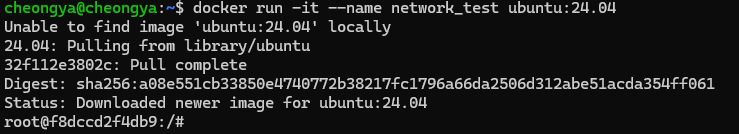 cheongya@cheongya:~$ docker run -it --name network_test ubuntu:24.04
Unable to find image 'ubuntu:24.04' locally
24.04: Pulling from library/ubuntu
32f112e3802c: Pull complete
Digest: sha256:a08e551cb33850e4740772b38217fc1796a66da2506d312abe51acda354ff061
Status: Downloaded newer image for ubuntu:24.04
root@f8dccd2f4db9:/#